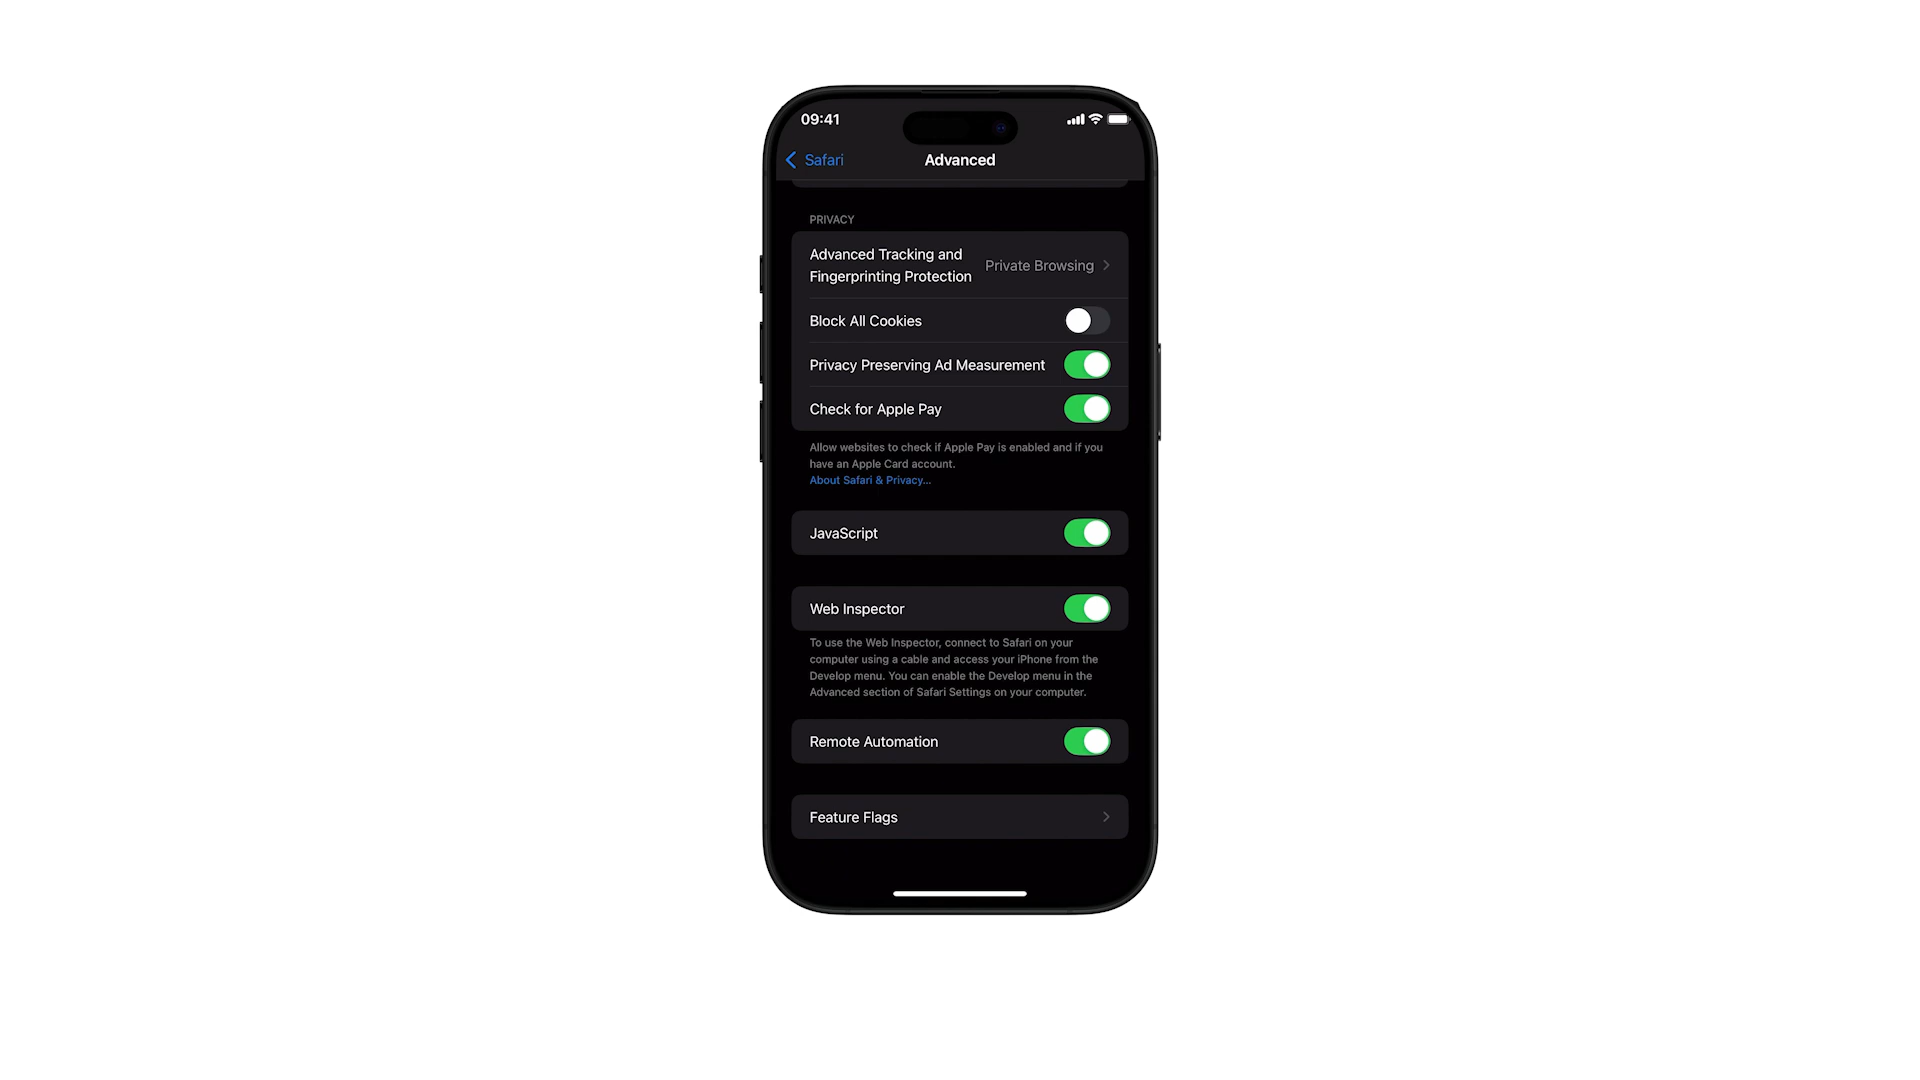 09:41
Safari
Advanced
PRIVACY
Advanced Tracking and
Fingerprinting Protection
Private Browsing
Block All Cookies
Privacy Preserving Ad Measurement
Check for Apple Pay
Allow websites to check if Apple Pay is enabled and if you
have an Apple Card account.
About Safari & Privacy...
JavaScript
Web Inspector
To use the Web Inspector, connect to Safari on your
computer using a cable and access your iPhone from the
Develop menu. You can enable the Develop menu in the
Advanced section of Safari Settings on your computer.
Remote Automation
Feature Flags